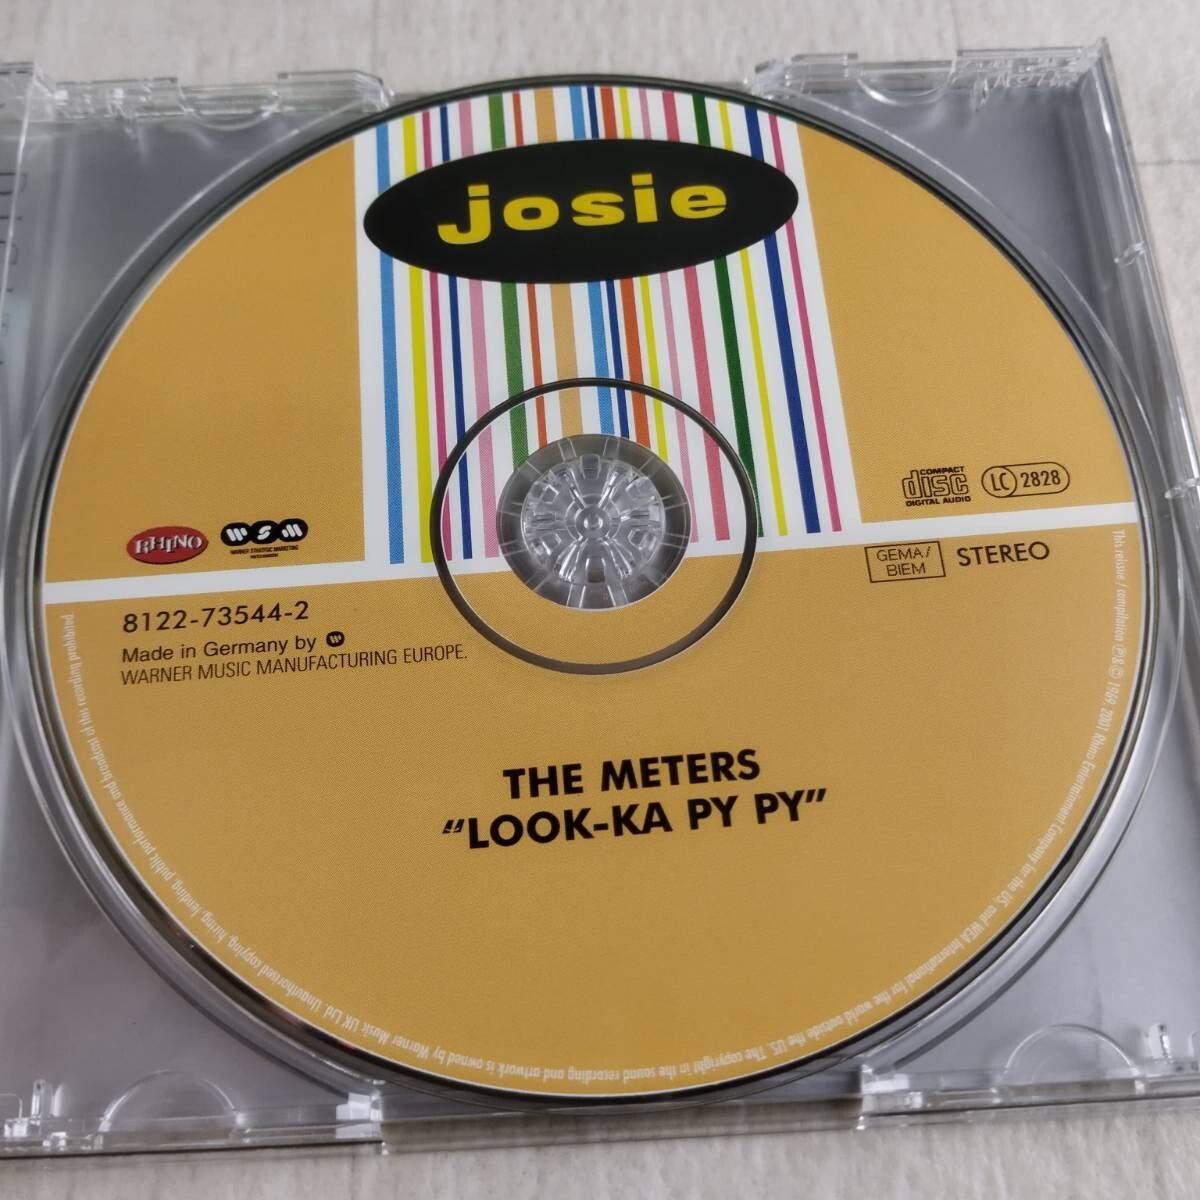 josie
COMPACT
disc
DIGITAL AUDIO
LC 2828
RHINO
WSM
WARNER STRATEGIC MARKETING
GEMA/
BIEM
STEREO
8122-73544-2
Made in Germany by
WARNER MUSIC MANUFACTURING EUROPE.
THE METERS
“LOOK-KA PY PY”
This reissue / compilation ℗&© 1969, 2001 Rhino Entertainment Company for the US, and WEA International for the world outside the US. The copyright in the sound recording and artwork is owned by Warner Music UK Ltd. Unauthorised copying, hiring, lending, public performance and broadcast of this recording prohibited